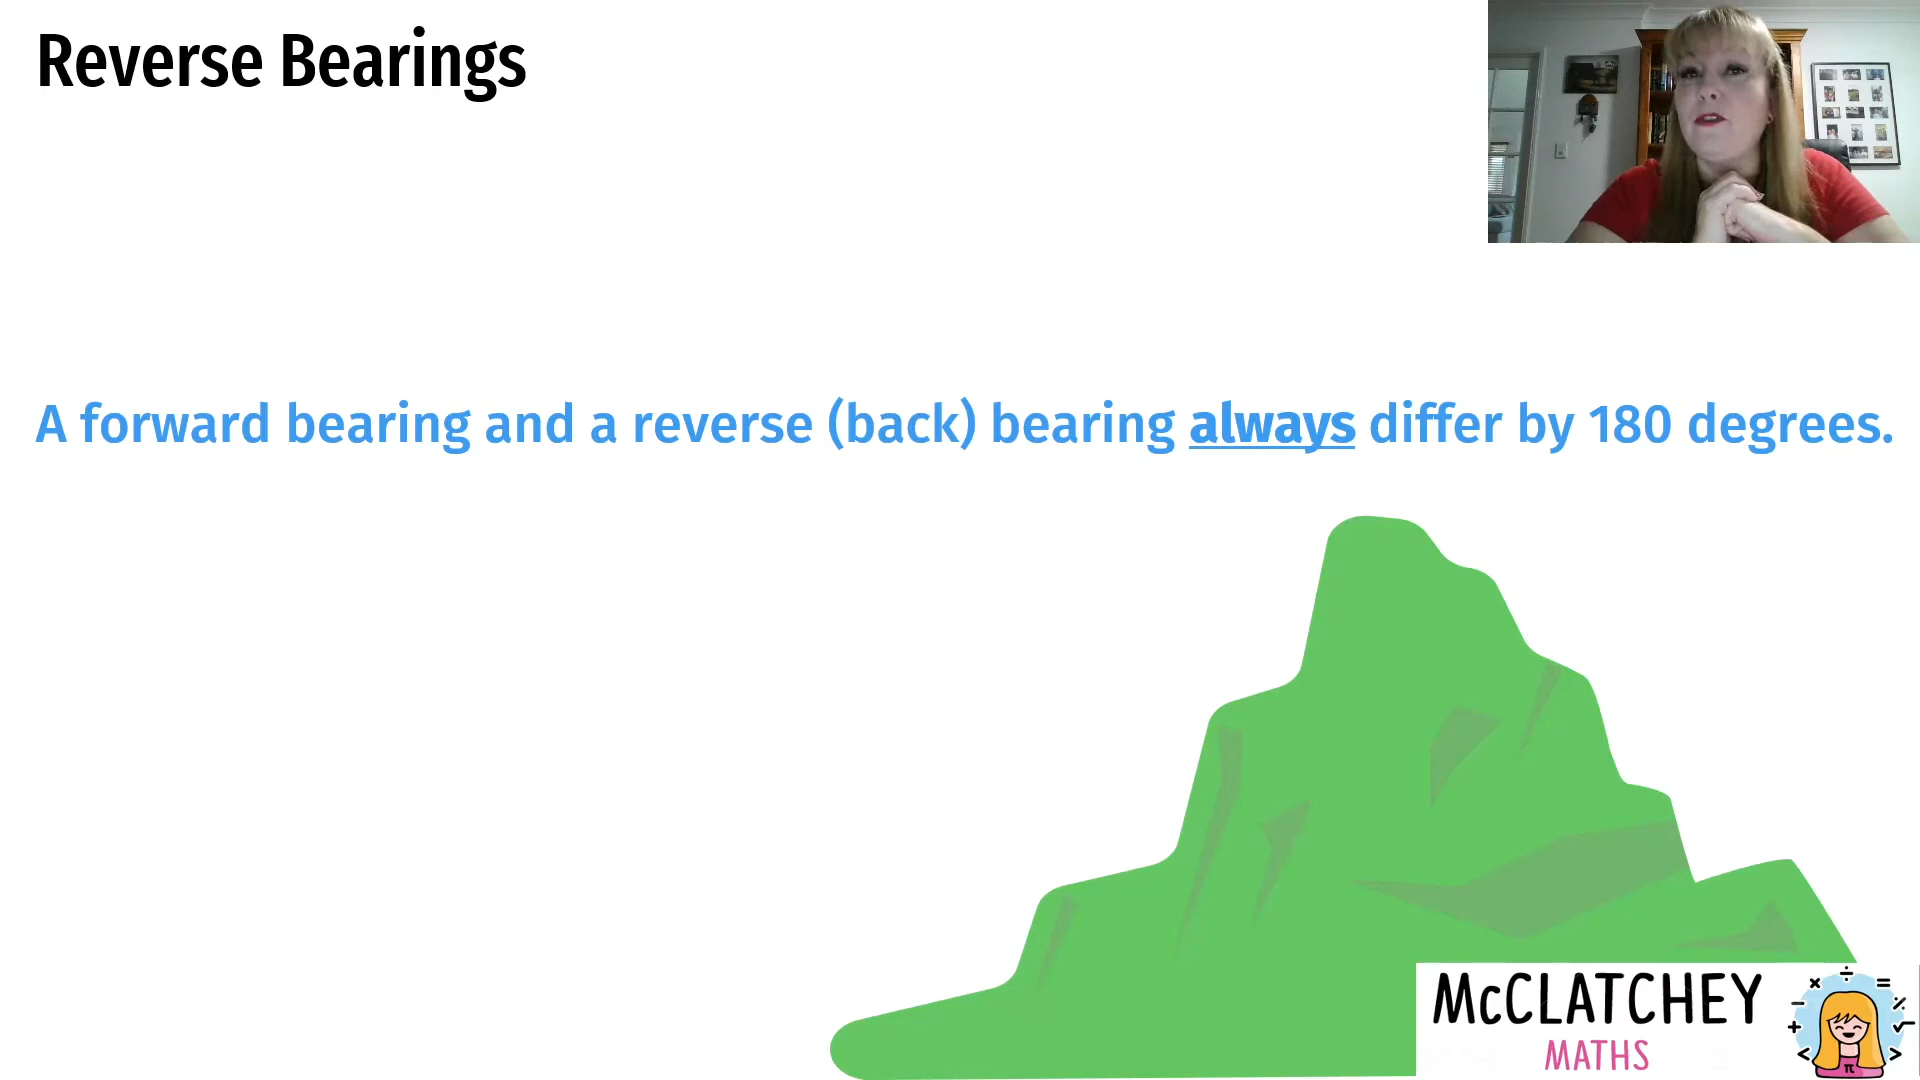 Reverse Bearings
A forward bearing and a reverse (back) bearing always differ by 180 degrees.
McCLATCHEY
MATHS